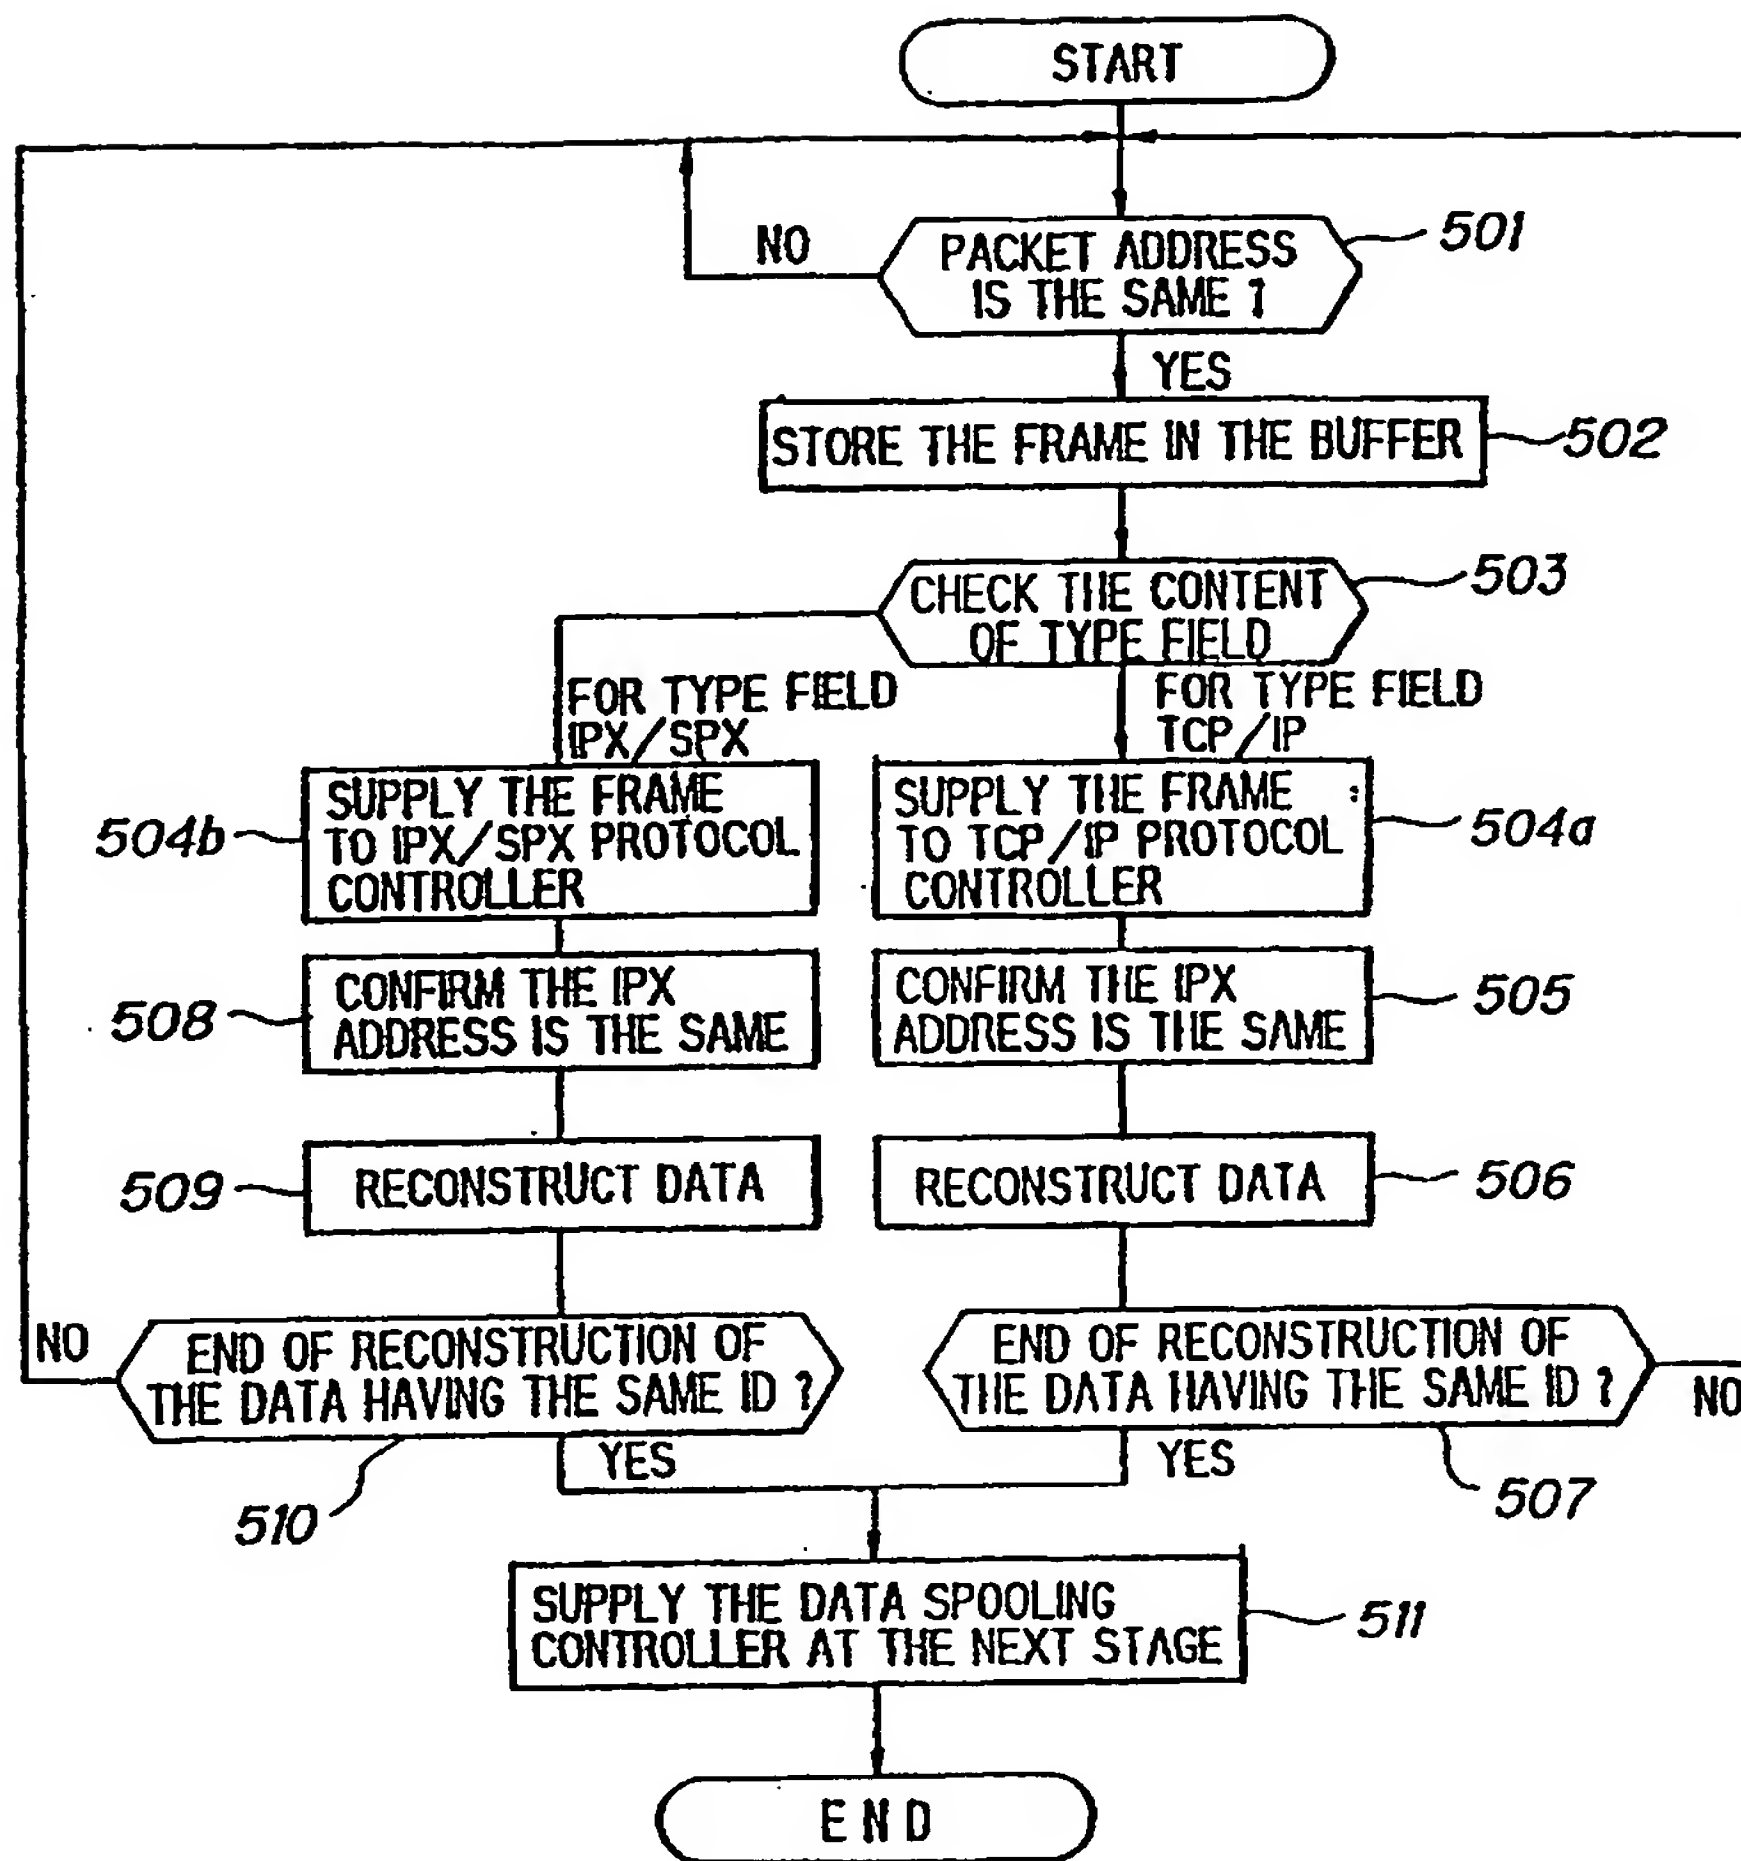 START
NO
PACKET ADDRESS
IS THE SAME ?
501
YES
STORE THE FRAME IN THE BUFFER
502
CHECK THE CONTENT
OF TYPE FIELD
503
FOR TYPE FIELD
IPX/SPX
FOR TYPE FIELD
TCP/IP
504b
SUPPLY THE FRAME
TO IPX/SPX PROTOCOL
CONTROLLER
SUPPLY THE FRAME
TO TCP/IP PROTOCOL
CONTROLLER
504a
508
CONFIRM THE IPX
ADDRESS IS THE SAME
CONFIRM THE IPX
ADDRESS IS THE SAME
505
509
RECONSTRUCT DATA
RECONSTRUCT DATA
506
NO
END OF RECONSTRUCTION OF
THE DATA HAVING THE SAME ID ?
END OF RECONSTRUCTION OF
THE DATA HAVING THE SAME ID ?
NO
YES
YES
510
507
SUPPLY THE DATA SPOOLING
CONTROLLER AT THE NEXT STAGE
511
END